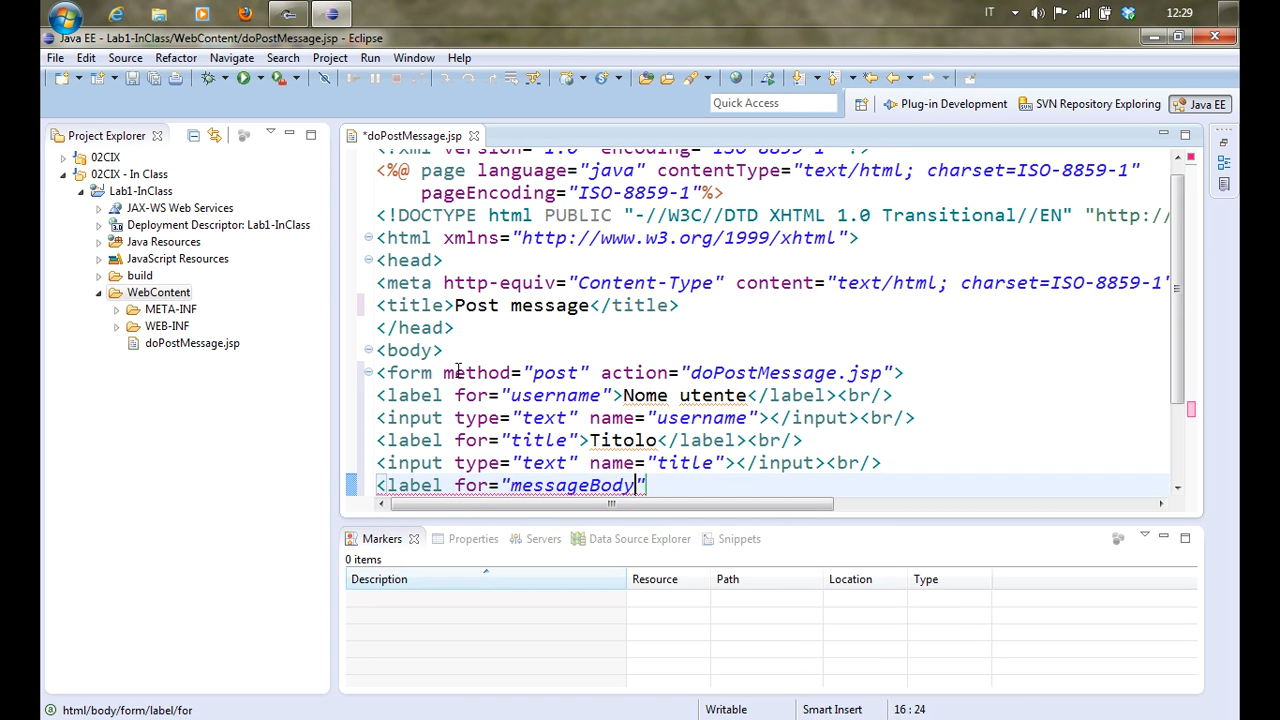 IT 12:29
Java EE - Lab1-InClass/WebContent/doPostMessage.jsp - Eclipse
File Edit Source Refactor Navigate Search Project Run Window Help
Quick Access Plug-in Development SVN Repository Exploring Java EE
Project Explorer
02CIX
02CIX - In Class
Lab1-InClass
JAX-WS Web Services
Deployment Descriptor: Lab1-InClass
Java Resources
JavaScript Resources
build
WebContent
META-INF
WEB-INF
doPostMessage.jsp
*doPostMessage.jsp
<?xml version="1.0" encoding="ISO-8859-1" ?>
<%@ page language="java" contentType="text/html; charset=ISO-8859-1"
pageEncoding="ISO-8859-1"%>
<!DOCTYPE html PUBLIC "-//W3C//DTD XHTML 1.0 Transitional//EN" "http:/
<html xmlns="http://www.w3.org/1999/xhtml">
<head>
<meta http-equiv="Content-Type" content="text/html; charset=ISO-8859-1"
<title>Post message</title>
</head>
<body>
<form method="post" action="doPostMessage.jsp">
<label for="username">Nome utente</label><br/>
<input type="text" name="username"></input><br/>
<label for="title">Titolo</label><br/>
<input type="text" name="title"></input><br/>
<label for="messageBody"
Markers Properties Servers Data Source Explorer Snippets
0 items
Description Resource Path Location Type
html/body/form/label/for Writable Smart Insert 16 : 24